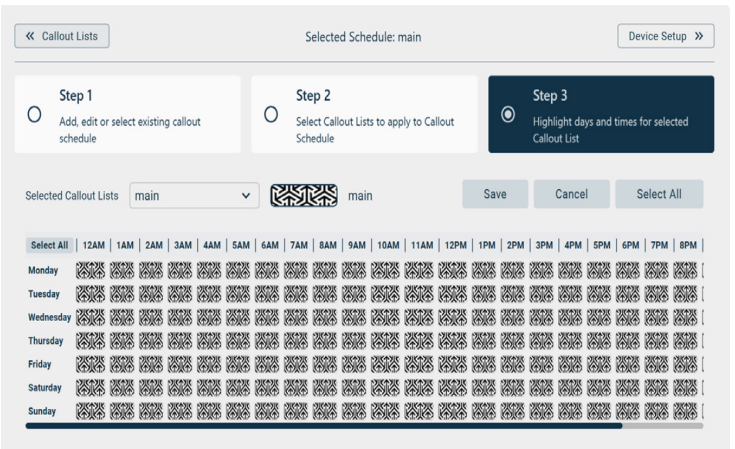 « Callout Lists
Selected Schedule: main
Device Setup »
Step 1
Add, edit or select existing callout
schedule
Step 2
Select Callout Lists to apply to Callout
Schedule
Step 3
Highlight days and times for selected
Callout List
Selected Callout Lists main main Save Cancel Select All
Select All 12AM 1AM 2AM 3AM 4AM 5AM 6AM 7AM 8AM 9AM 10AM 11AM 12PM 1PM 2PM 3PM 4PM 5PM 6PM 7PM 8PM
Monday
Tuesday
Wednesday
Thursday
Friday
Saturday
Sunday